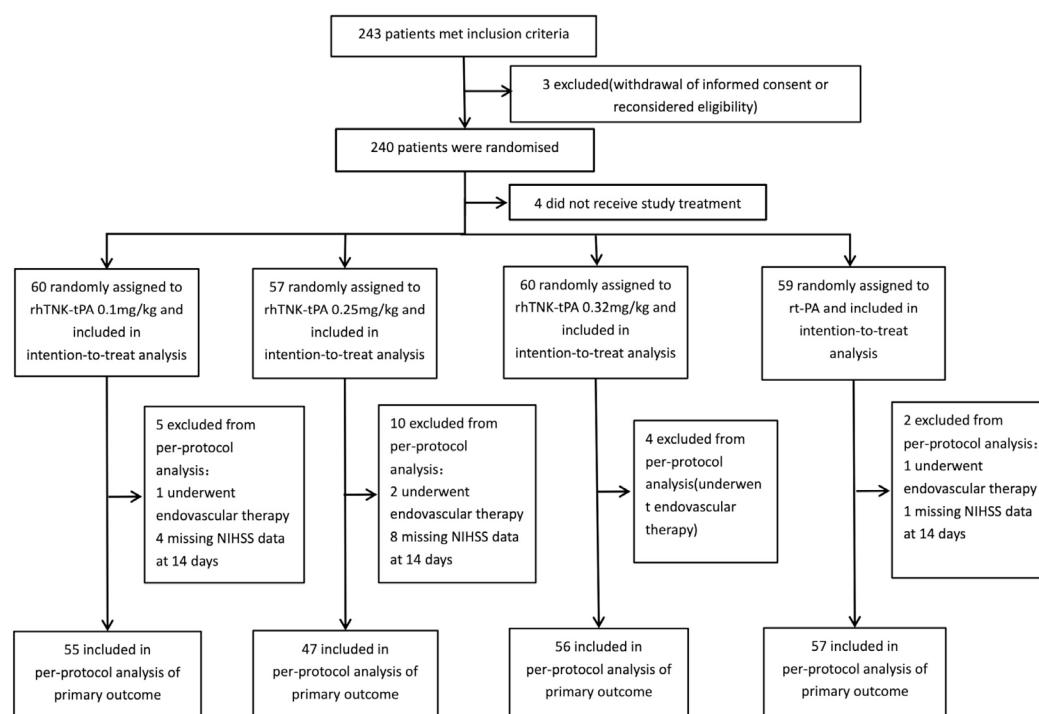 243 patients met inclusion criteria
3 excluded(withdrawal of informed consent or
reconsidered eligibility)
240 patients were randomised
4 did not receive study treatment
60 randomly assigned to
rhTNK-tPA 0.1mg/kg and
included in
intention-to-treat analysis
57 randomly assigned to
rhTNK-tPA 0.25mg/kg and
included in
intention-to-treat analysis
60 randomly assigned to
rhTNK-tPA 0.32mg/kg and
included in
intention-to-treat analysis
59 randomly assigned to
rt-PA and included in
intention-to-treat
analysis
5 excluded from
per-protocol
analysis：
1 underwent
endovascular therapy
4 missing NIHSS data
at 14 days
10 excluded from
per-protocol
analysis：
2 underwent
endovascular therapy
8 missing NIHSS data
at 14 days
4 excluded from
per-protocol
analysis(underwen
t endovascular
therapy)
2 excluded from
per-protocol analysis：
1 underwent
endovascular therapy
1 missing NIHSS data
at 14 days
55 included in
per-protocol analysis of
primary outcome
47 included in
per-protocol analysis of
primary outcome
56 included in
per-protocol analysis of
primary outcome
57 included in
per-protocol analysis of
primary outcome